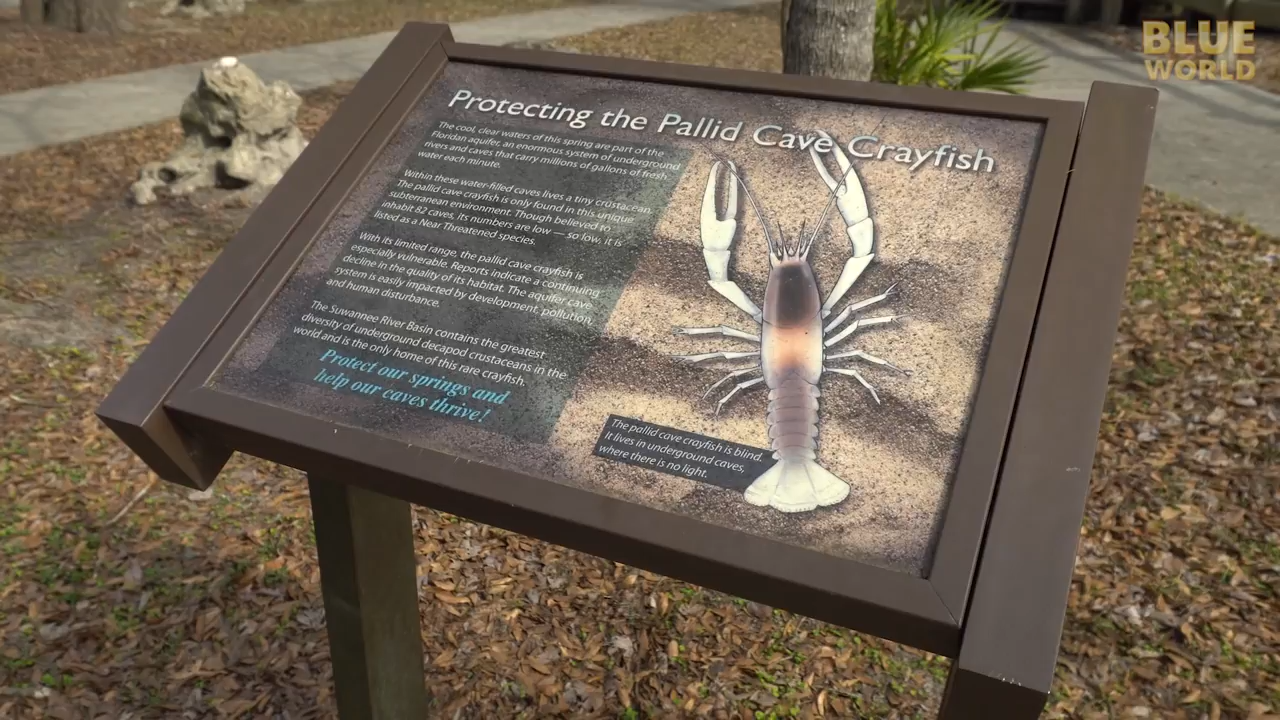 BLUE
WORLD
Protecting the Pallid Cave Crayfish
The cool, clear waters of this spring are part of the
Floridan aquifer, an enormous system of underground
rivers and caves that carry millions of gallons of fresh
water each minute.
Within these water-filled caves lives a tiny crustacean.
The pallid cave crayfish is only found in this unique
subterranean environment. Though believed to
inhabit 82 caves, its numbers are low — so low, it is
listed as a Near Threatened species.
With its limited range, the pallid cave crayfish is
especially vulnerable. Reports indicate a continuing
decline in the quality of its habitat. The aquifer cave
system is easily impacted by development, pollution,
and human disturbance.
The Suwannee River Basin contains the greatest
diversity of underground decapod crustaceans in the
world and is the only home of this rare crayfish.
Protect our springs and
help our caves thrive!
The pallid cave crayfish is blind.
It lives in underground caves,
where there is no light.